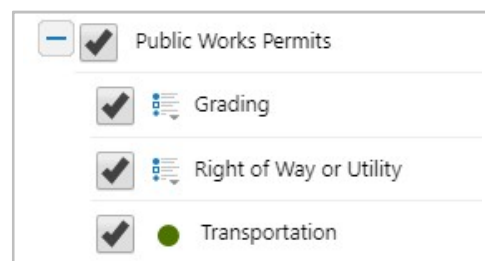 Public Works Permits
Grading
Right of Way or Utility
Transportation